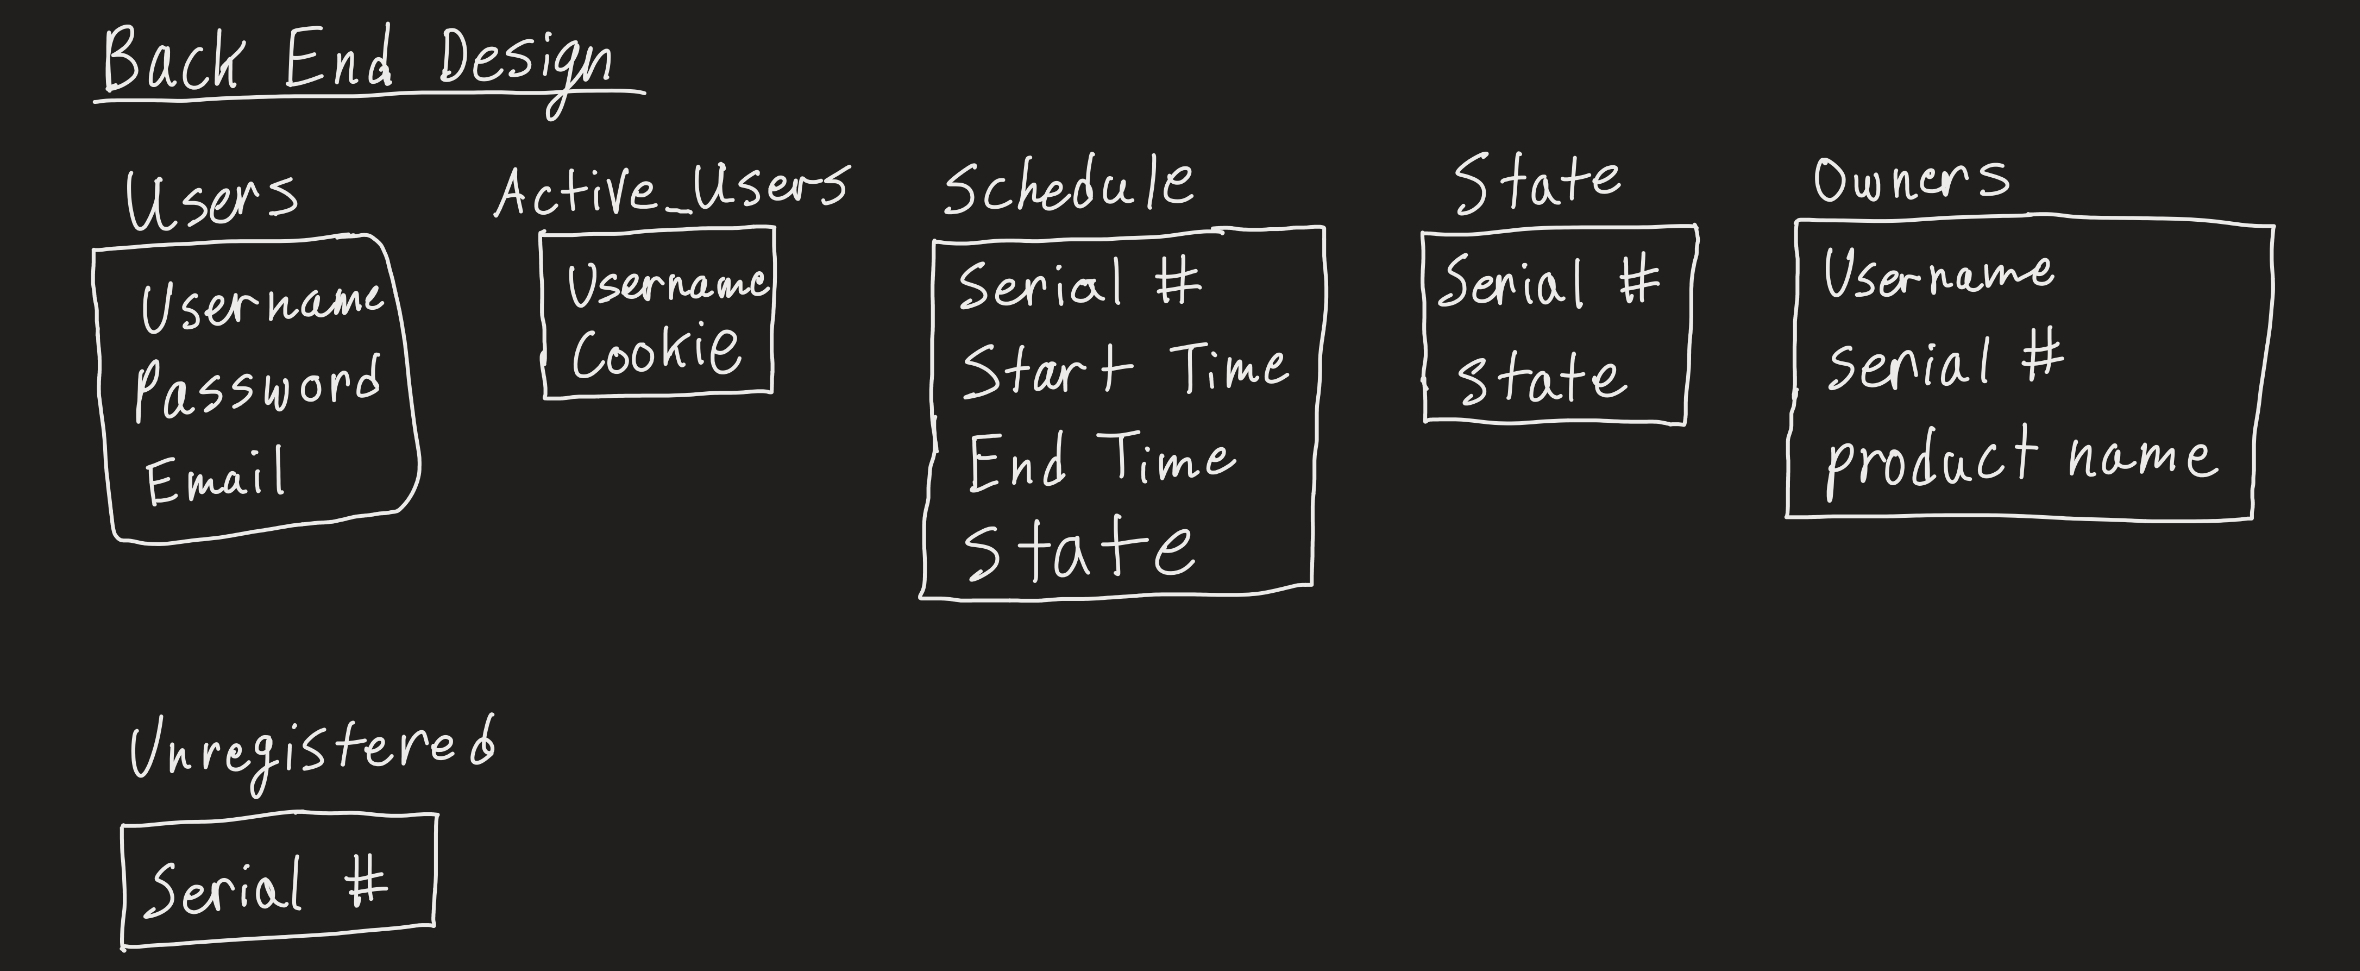 Back End Design
Users
Username
Password
Email
Active_Users
Username
Cookie
Schedule
Serial #
Start Time
End Time
State
State
Serial #
State
Owners
Username
serial #
product name
Unregistered
Serial #